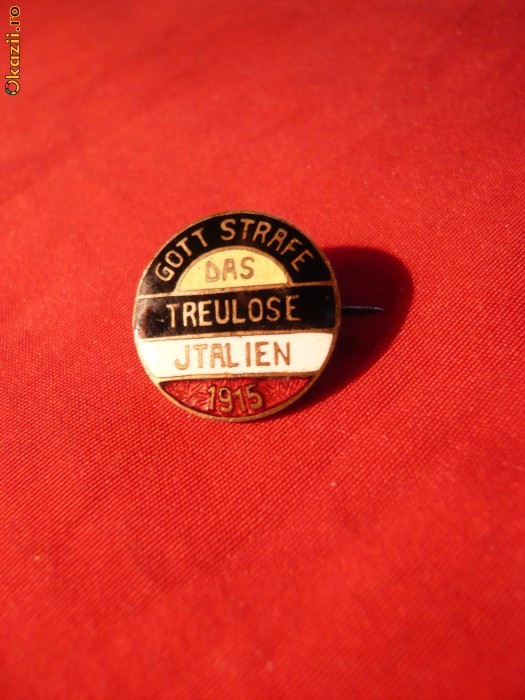 Okazii.ro
GOTT STRAFE
DAS
TREULOSE
JTALIEN
1915